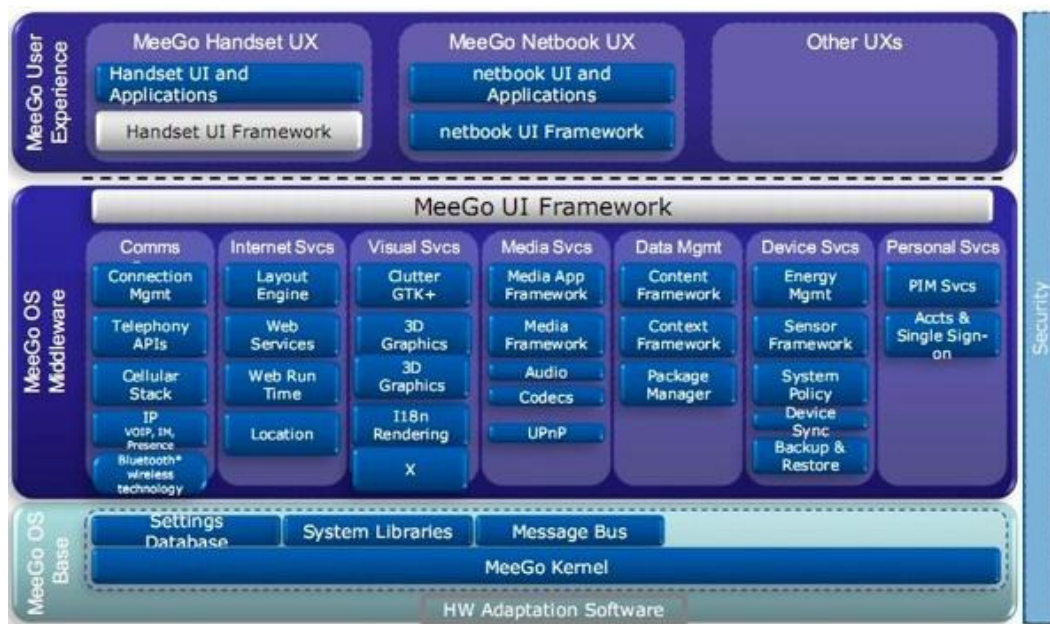 MeeGo User
Experience
MeeGo Handset UX
Handset UI and
Applications
Handset UI Framework
MeeGo Netbook UX
netbook UI and
Applications
netbook UI Framework
Other UXs
MeeGo OS
Middleware
MeeGo UI Framework
Comms
Connection
Mgmt
Telephony
APIs
Cellular
Stack
IP
VOIP, IM,
Presence
Bluetooth*
wireless
technology
Internet Svcs
Layout
Engine
Web
Services
Web Run
Time
Location
Visual Svcs
Clutter
GTK+
3D
Graphics
3D
Graphics
I18n
Rendering
X
Media Svcs
Media App
Framework
Media
Framework
Audio
Codecs
UPnP
Data Mgmt
Content
Framework
Context
Framework
Package
Manager
Device Svcs
Energy
Mgmt
Sensor
Framework
System
Policy
Device
Sync
Backup &
Restore
Personal Svcs
PIM Svcs
Accts &
Single Sign-
on
MeeGo OS
Base
Settings
Database
System Libraries
Message Bus
MeeGo Kernel
HW Adaptation Software
Security